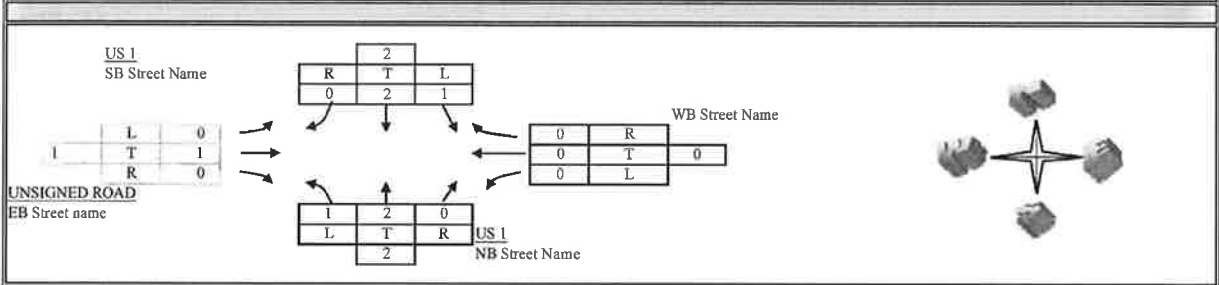 US 1
SB Street Name
2
R T L
0 2 1
L 0
1 T 1
R 0
UNSIGNED ROAD
EB Street name
WB Street Name
0 R
0 T 0
0 L
1 2 0
L T R
2
US 1
NB Street Name